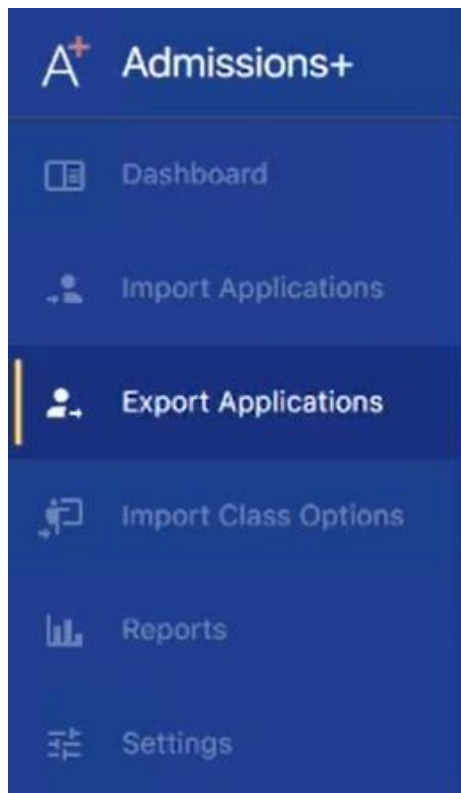 A+ Admissions+
Dashboard
Import Applications
Export Applications
Import Class Options
Reports
Settings